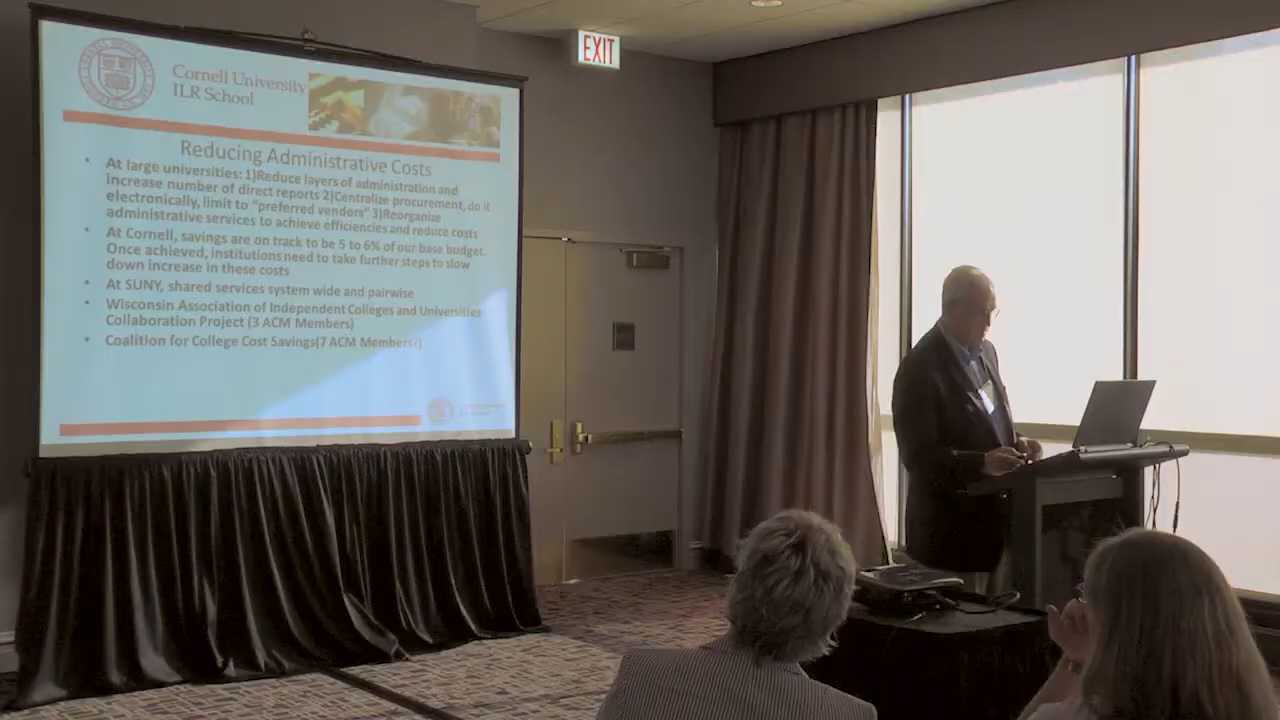 EXIT
Cornell University
ILR School
Reducing Administrative Costs
• At large universities: 1)Reduce layers of administration and
increase number of direct reports 2)Centralize procurement, do it
electronically, limit to "preferred vendors" 3)Reorganize
administrative services to achieve efficiencies and reduce costs
• At Cornell, savings are on track to be 5 to 6% of our base budget.
Once achieved, institutions need to take further steps to slow
down increase in these costs
• At SUNY, shared services system wide and pairwise
• Wisconsin Association of Independent Colleges and Universities
Collaboration Project (3 ACM Members)
• Coalition for College Cost Savings(7 ACM Members)